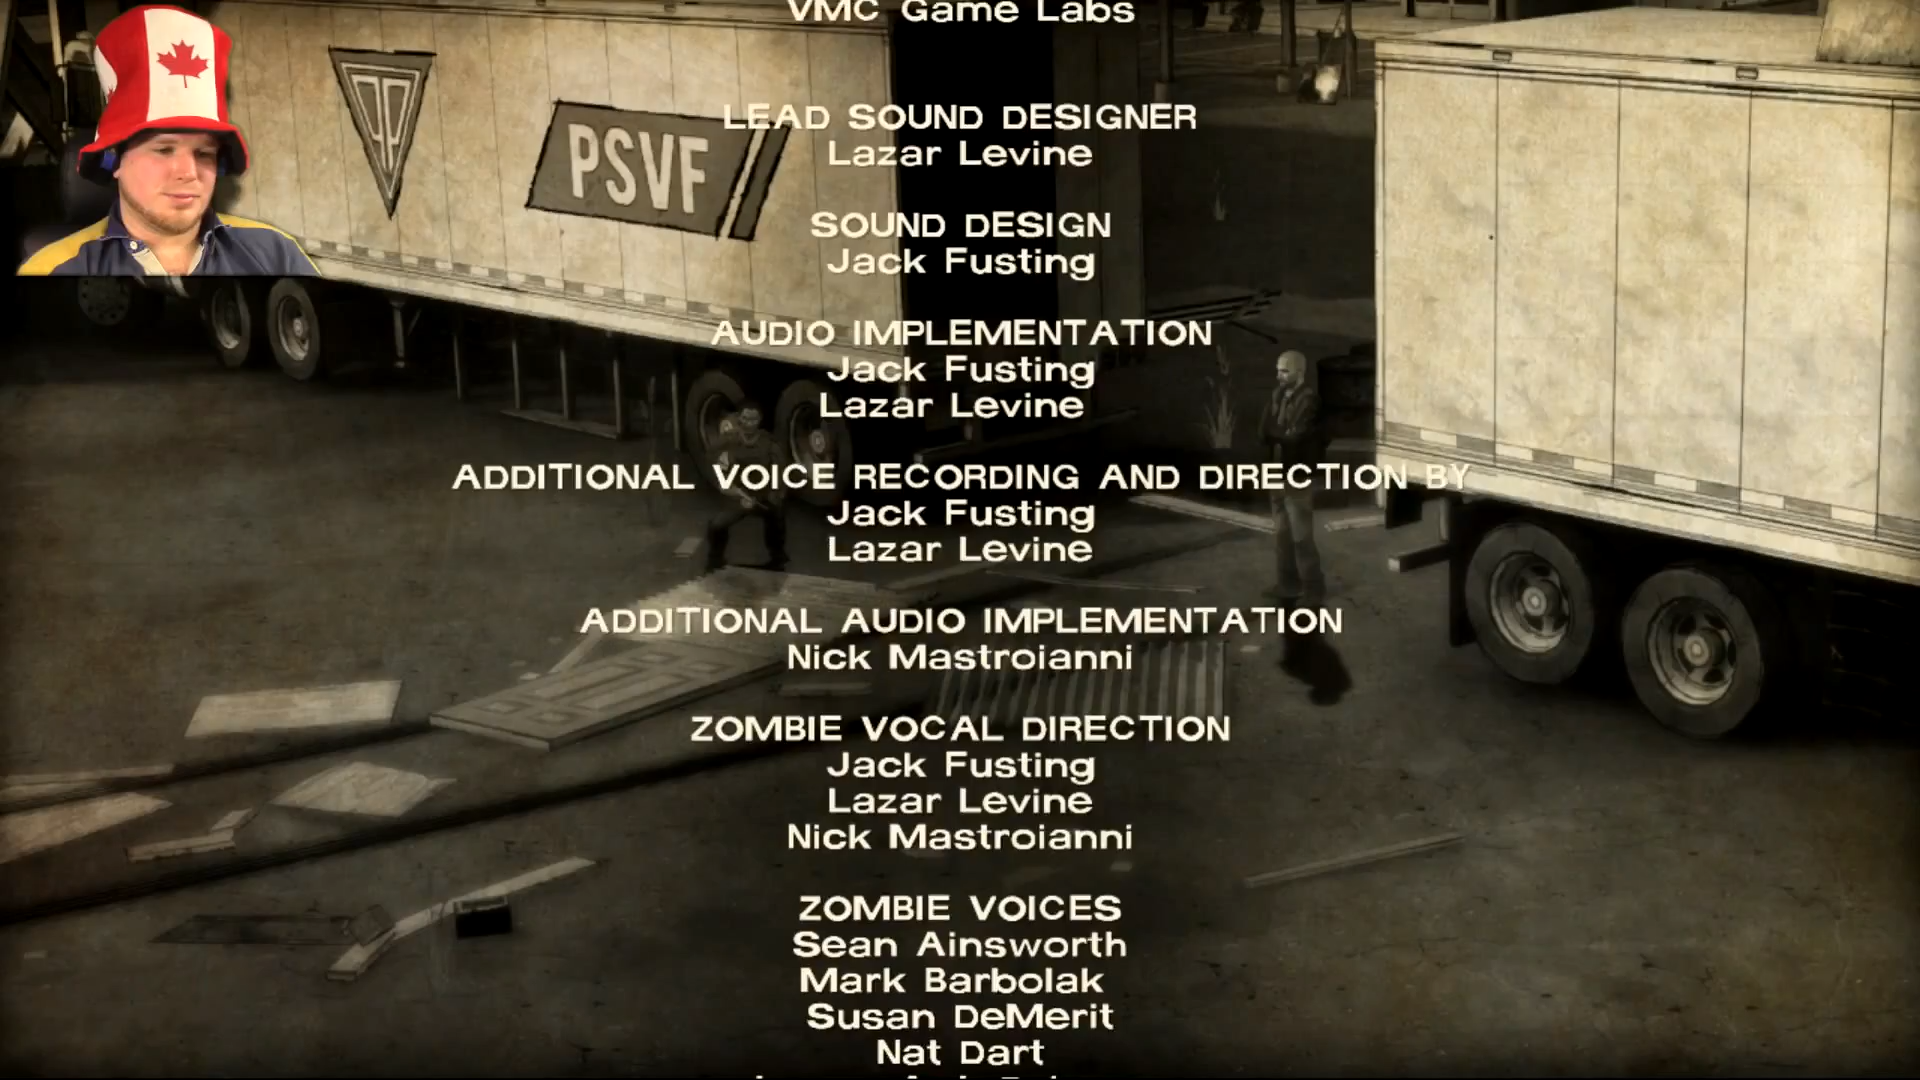 VMC Game Labs
PSVF
LEAD SOUND DESIGNER
Lazar Levine
SOUND DESIGN
Jack Fusting
AUDIO IMPLEMENTATION
Jack Fusting
Lazar Levine
ADDITIONAL VOICE RECORDING AND DIRECTION BY
Jack Fusting
Lazar Levine
ADDITIONAL AUDIO IMPLEMENTATION
Nick Mastroianni
ZOMBIE VOCAL DIRECTION
Jack Fusting
Lazar Levine
Nick Mastroianni
ZOMBIE VOICES
Sean Ainsworth
Mark Barbolak
Susan DeMerit
Nat Dart